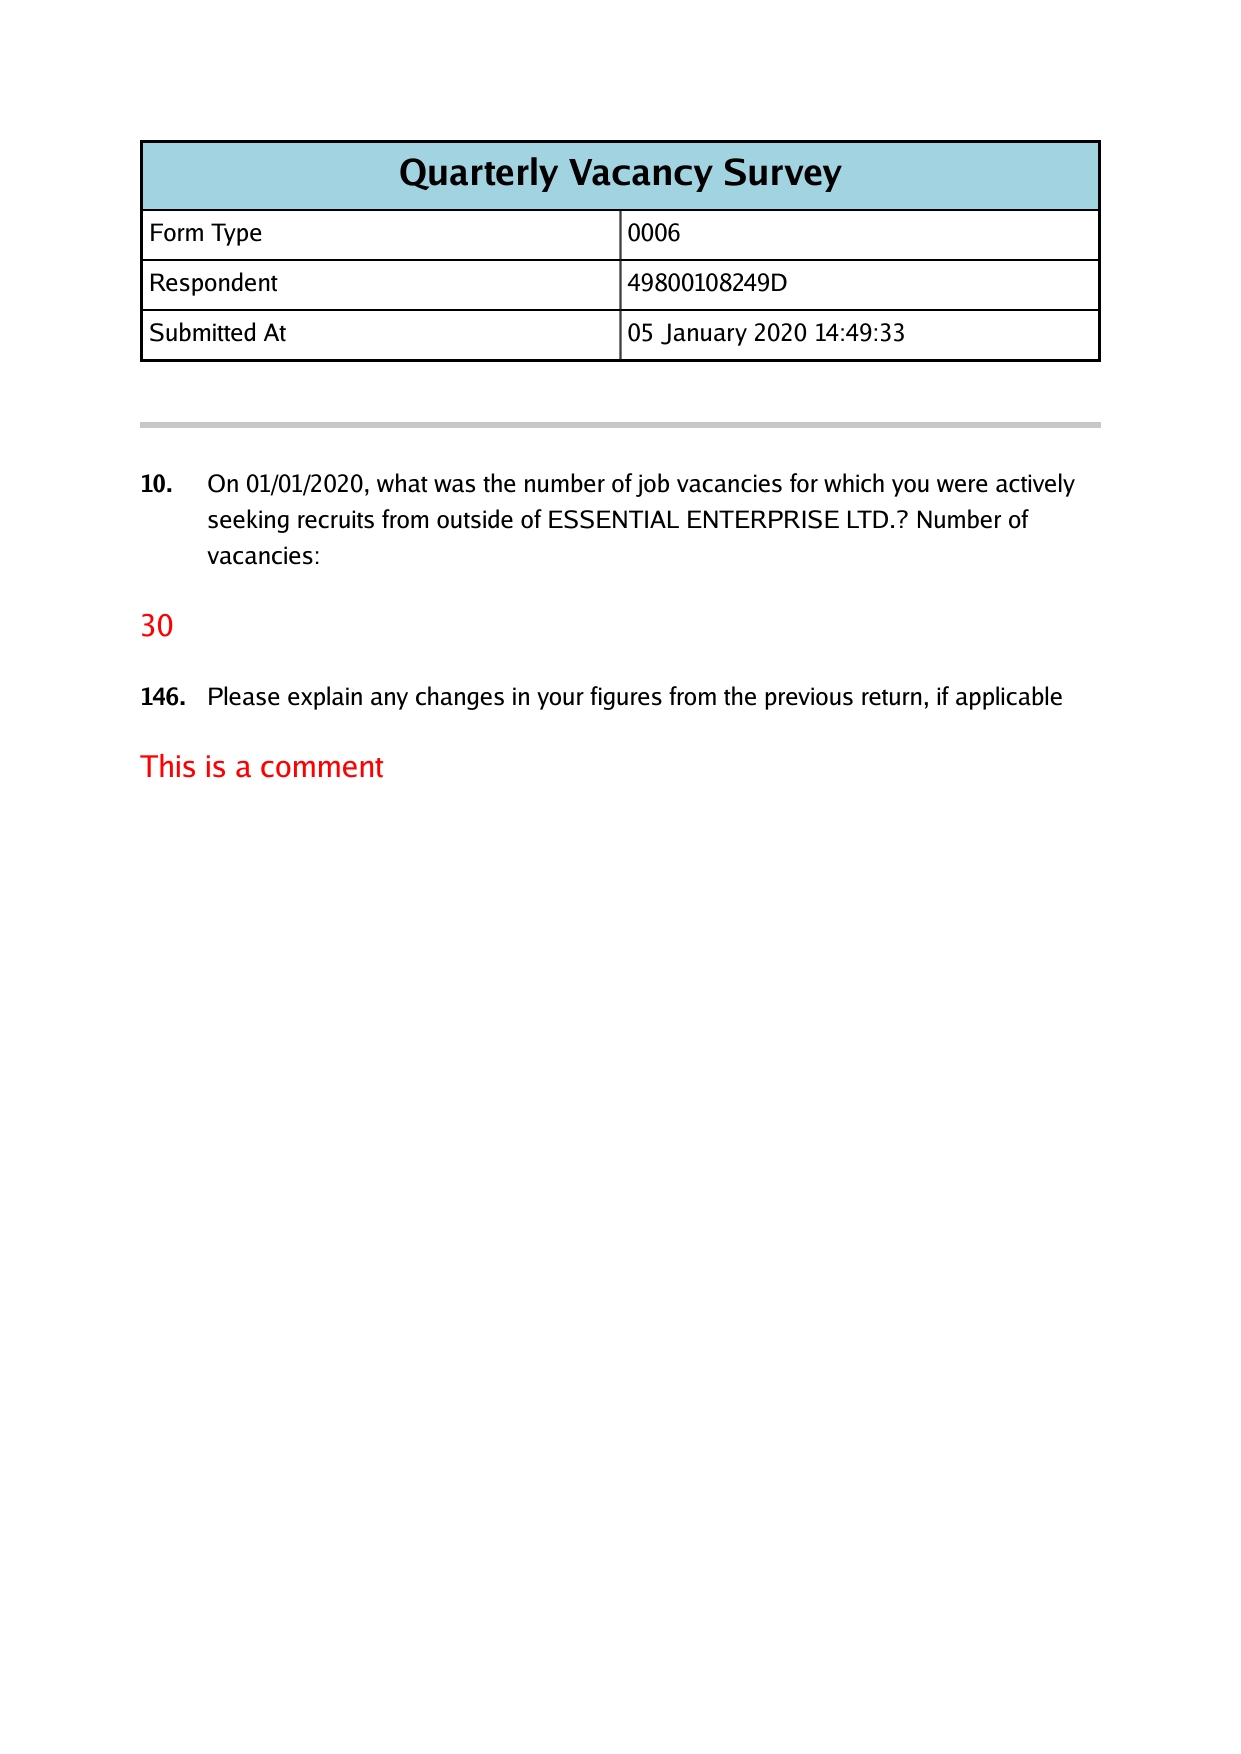 Quarterly Vacancy Survey
Form Type 0006
Respondent 49800108249D
Submitted At 05 January 2020 14:49:33
10. On 01/01/2020, what was the number of job vacancies for which you were actively
seeking recruits from outside of ESSENTIAL ENTERPRISE LTD.? Number of
vacancies:
30
146. Please explain any changes in your figures from the previous return, if applicable
This is a comment